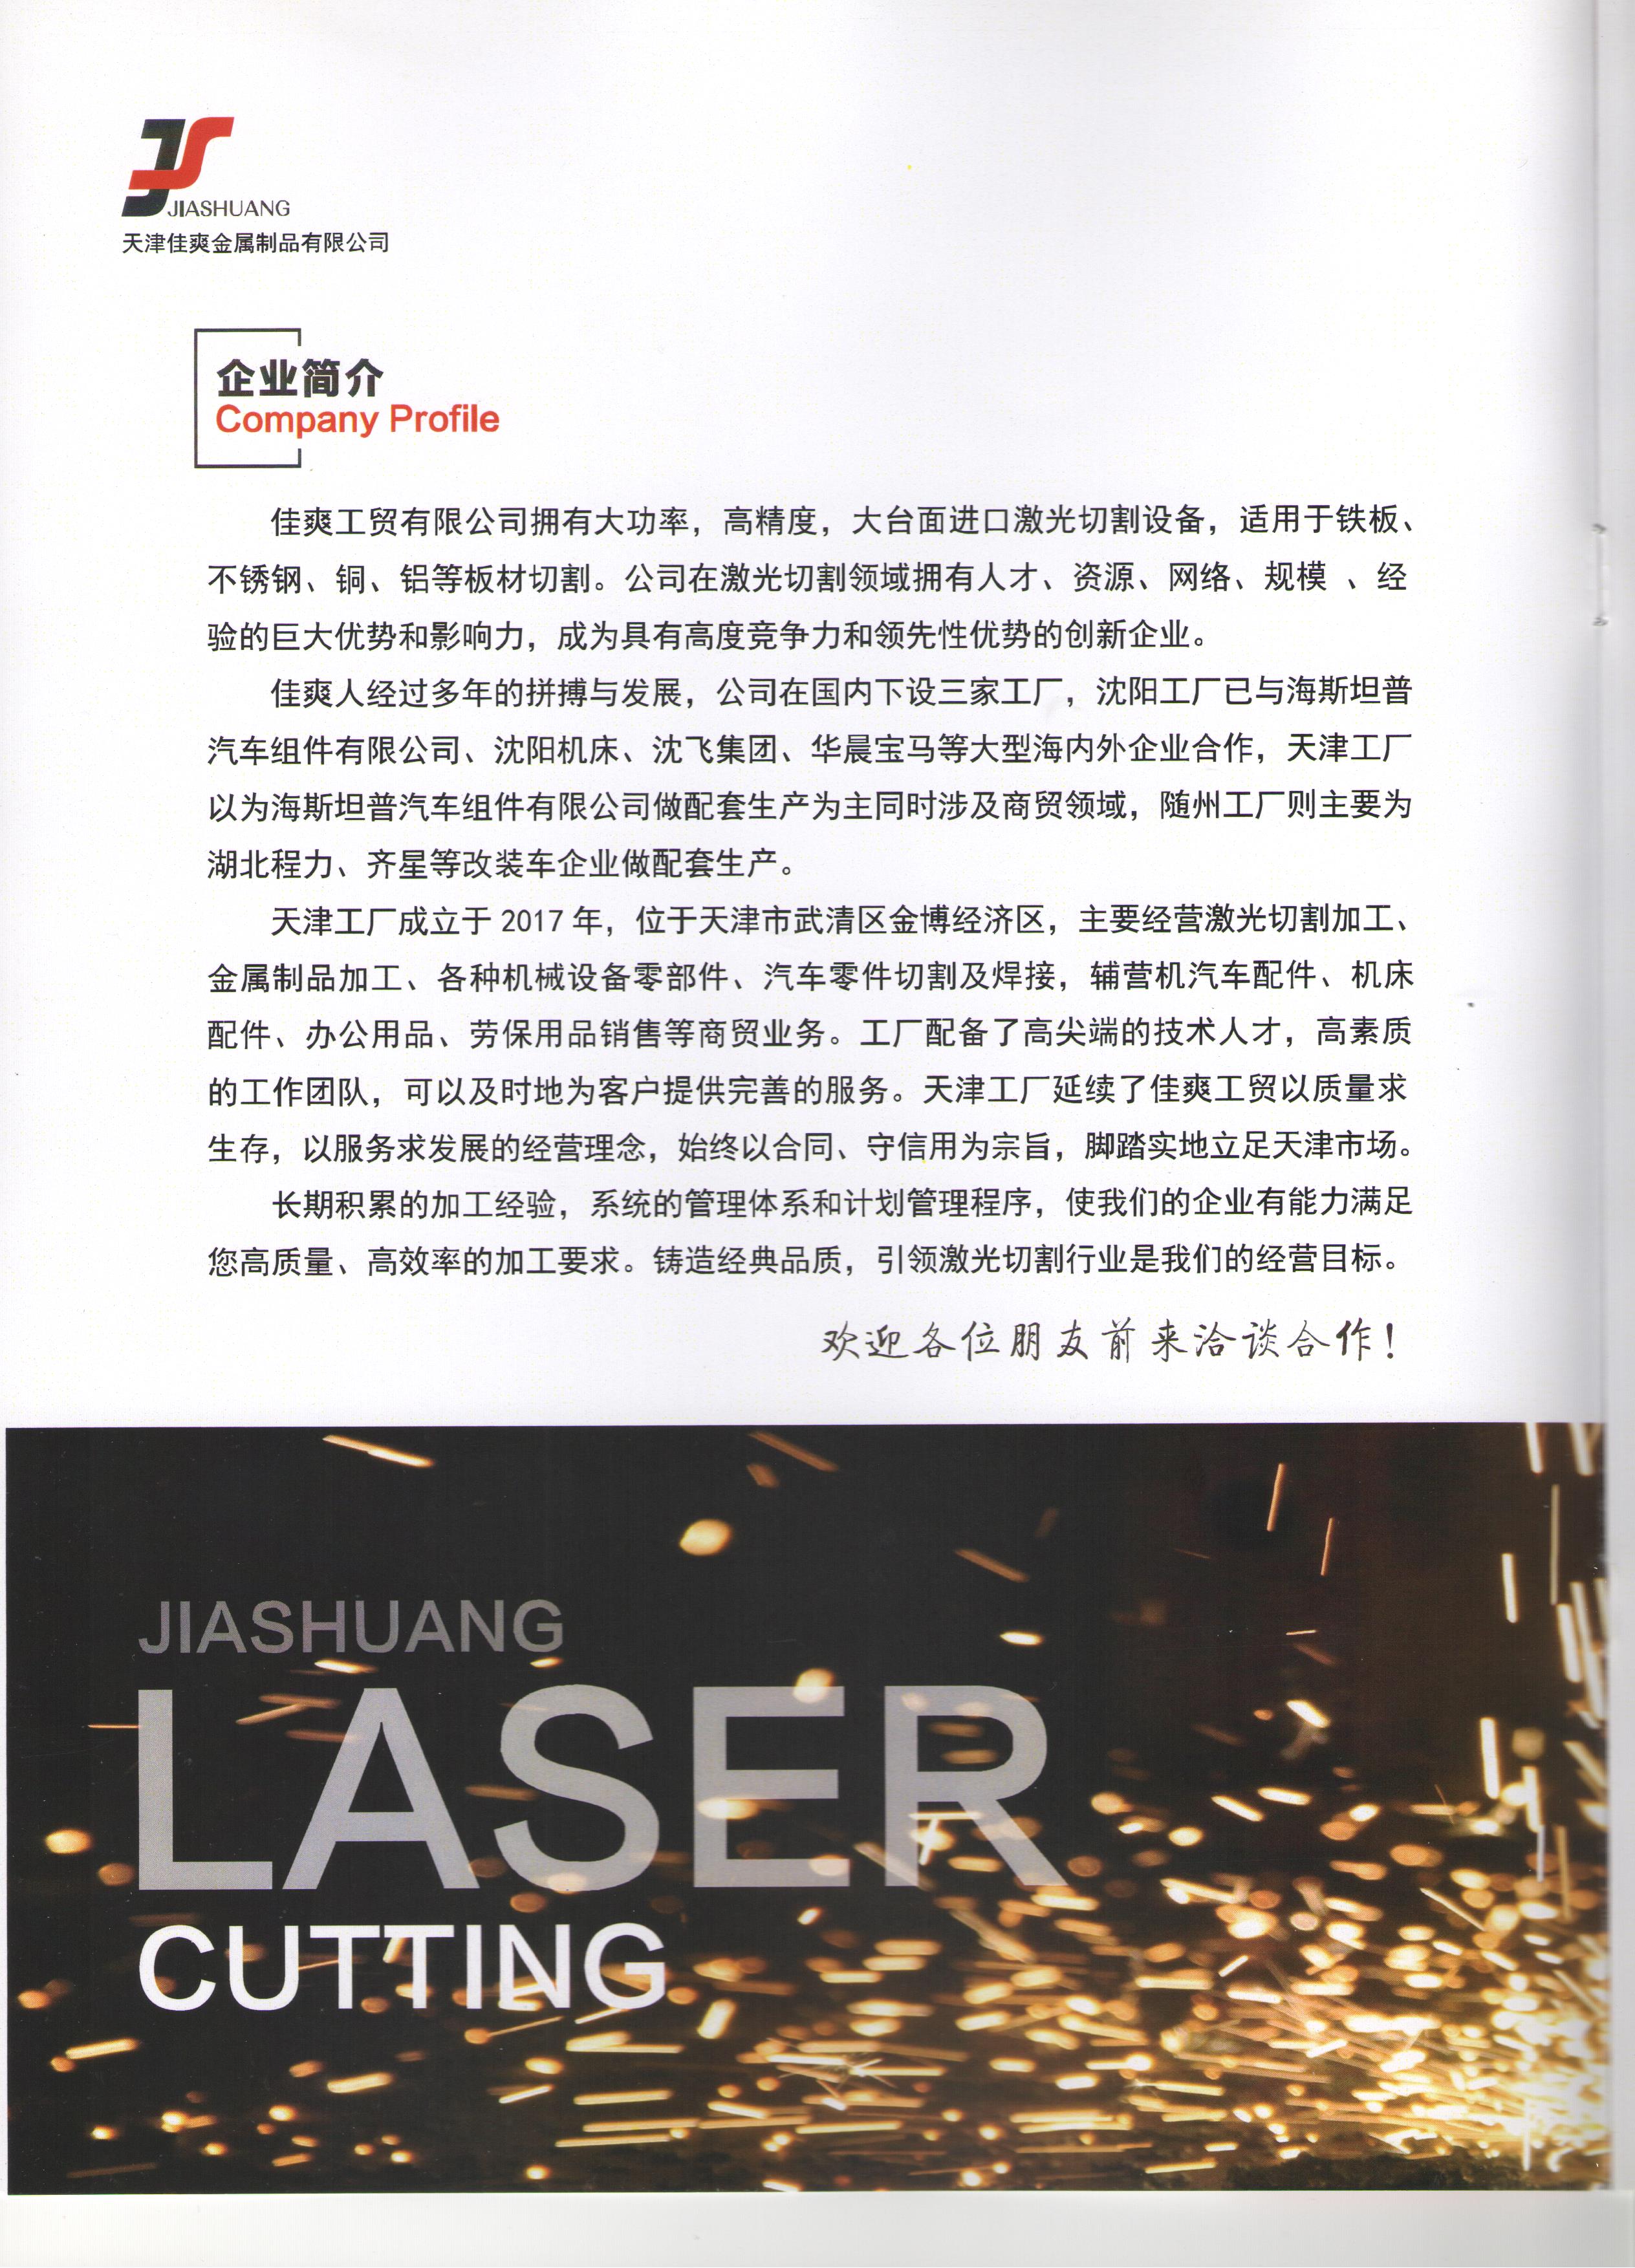 JIASHUANG
天津佳爽金属制品有限公司
企业简介
Company Profile
佳爽工贸有限公司拥有大功率，高精度，大台面进口激光切割设备，适用于铁板、
不锈钢、铜、铝等板材切割。公司在激光切割领域拥有人才、资源、网络、规模 、经
验的巨大优势和影响力，成为具有高度竞争力和领先性优势的创新企业。
佳爽人经过多年的拼搏与发展，公司在国内下设三家工厂，沈阳工厂已与海斯坦普
汽车组件有限公司、沈阳机床、沈飞集团、华晨宝马等大型海内外企业合作，天津工厂
以为海斯坦普汽车组件有限公司做配套生产为主同时涉及商贸领域，随州工厂则主要为
湖北程力、齐星等改装车企业做配套生产。
天津工厂成立于 2017 年，位于天津市武清区金博经济区，主要经营激光切割加工、
金属制品加工、各种机械设备零部件、汽车零件切割及焊接，辅营机汽车配件、机床
配件、办公用品、劳保用品销售等商贸业务。工厂配备了高尖端的技术人才，高素质
的工作团队，可以及时地为客户提供完善的服务。天津工厂延续了佳爽工贸以质量求
生存，以服务求发展的经营理念，始终以合同、守信用为宗旨，脚踏实地立足天津市场。
长期积累的加工经验，系统的管理体系和计划管理程序，使我们的企业有能力满足
您高质量、高效率的加工要求。铸造经典品质，引领激光切割行业是我们的经营目标。
欢迎各位朋友前来洽谈合作！
JIASHUANG
LASER
CUTTING